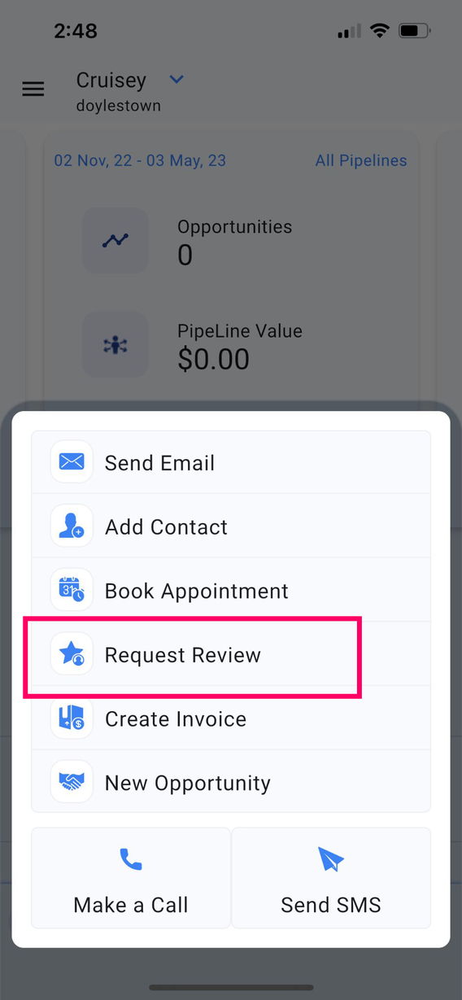 2:48
Cruisey
doylestown
02 Nov, 22 - 03 May, 23 All Pipelines
Opportunities
0
PipeLine Value
$0.00
Send Email
Add Contact
31
Book Appointment
Request Review
$
Create Invoice
New Opportunity
Make a Call Send SMS